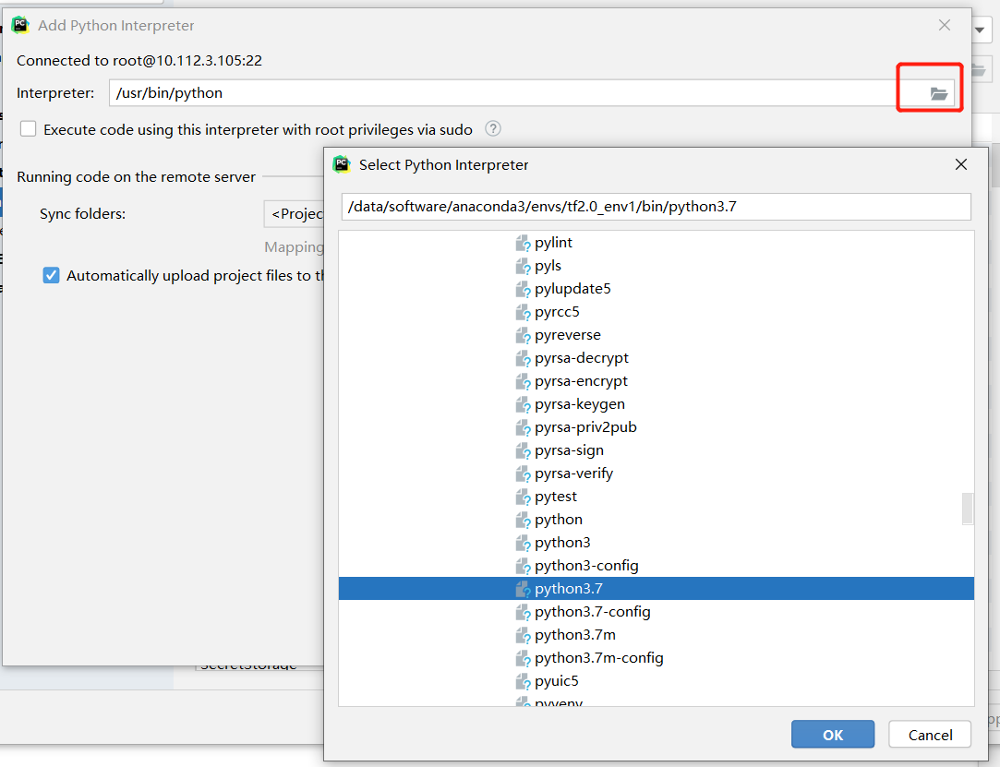 Add Python Interpreter
Connected to root@10.112.3.105:22
Interpreter: /usr/bin/python
Execute code using this interpreter with root privileges via sudo ?
Running code on the remote server
Sync folders: <Projec
Mapping
Automatically upload project files to th
Select Python Interpreter
/data/software/anaconda3/envs/tf2.0_env1/bin/python3.7
pylint
pyls
pylupdate5
pyrcc5
pyreverse
pyrsa-decrypt
pyrsa-encrypt
pyrsa-keygen
pyrsa-priv2pub
pyrsa-sign
pyrsa-verify
pytest
python
python3
python3-config
python3.7
python3.7-config
python3.7m
python3.7m-config
pyuic5
pyvenv
OK Cancel
SecretStorage